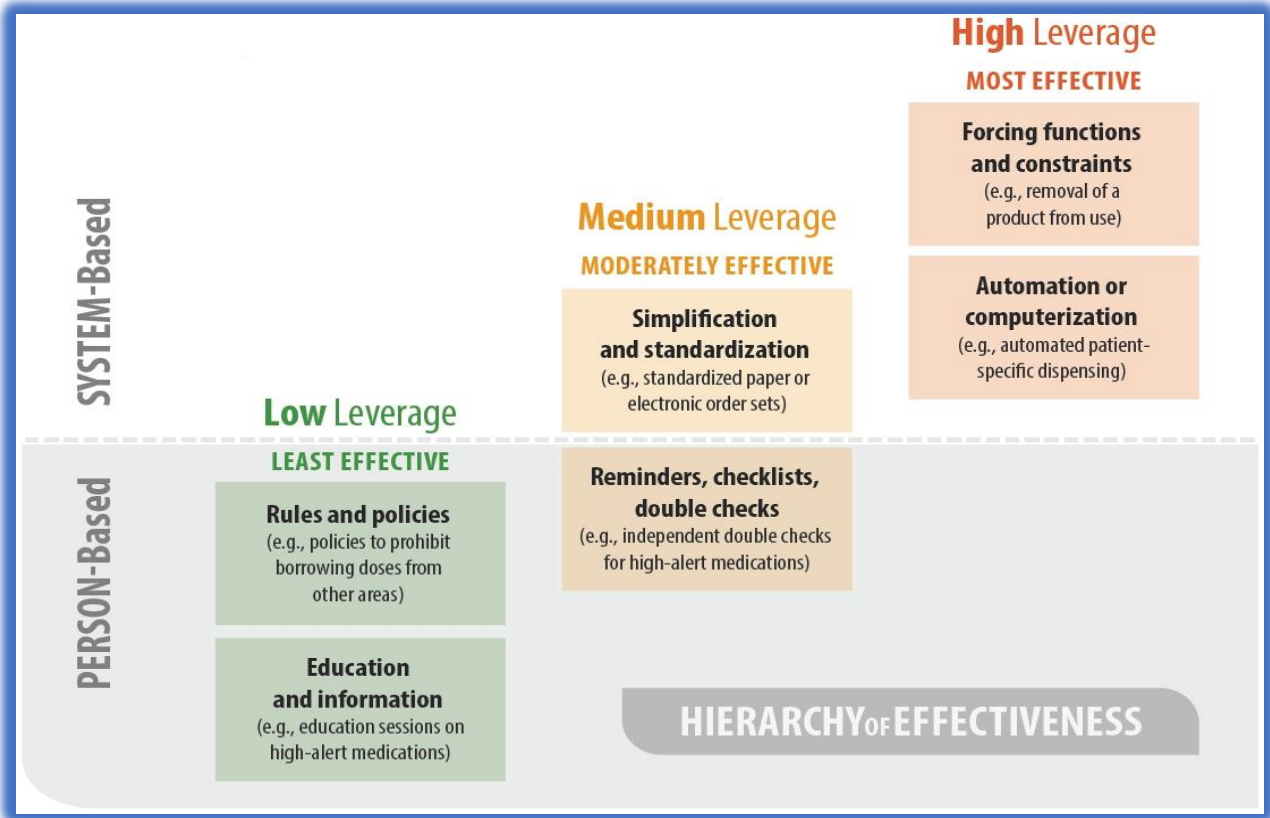 High Leverage
MOST EFFECTIVE
Forcing functions
and constraints
(e.g., removal of a
product from use)
Automation or
computerization
(e.g., automated patient-
specific dispensing)
Medium Leverage
MODERATELY EFFECTIVE
Simplification
and standardization
(e.g., standardized paper or
electronic order sets)
Reminders, checklists,
double checks
(e.g., independent double checks
for high-alert medications)
Low Leverage
LEAST EFFECTIVE
Rules and policies
(e.g., policies to prohibit
borrowing doses from
other areas)
Education
and information
(e.g., education sessions on
high-alert medications)
SYSTEM-Based
PERSON-Based
HIERARCHY OF EFFECTIVENESS